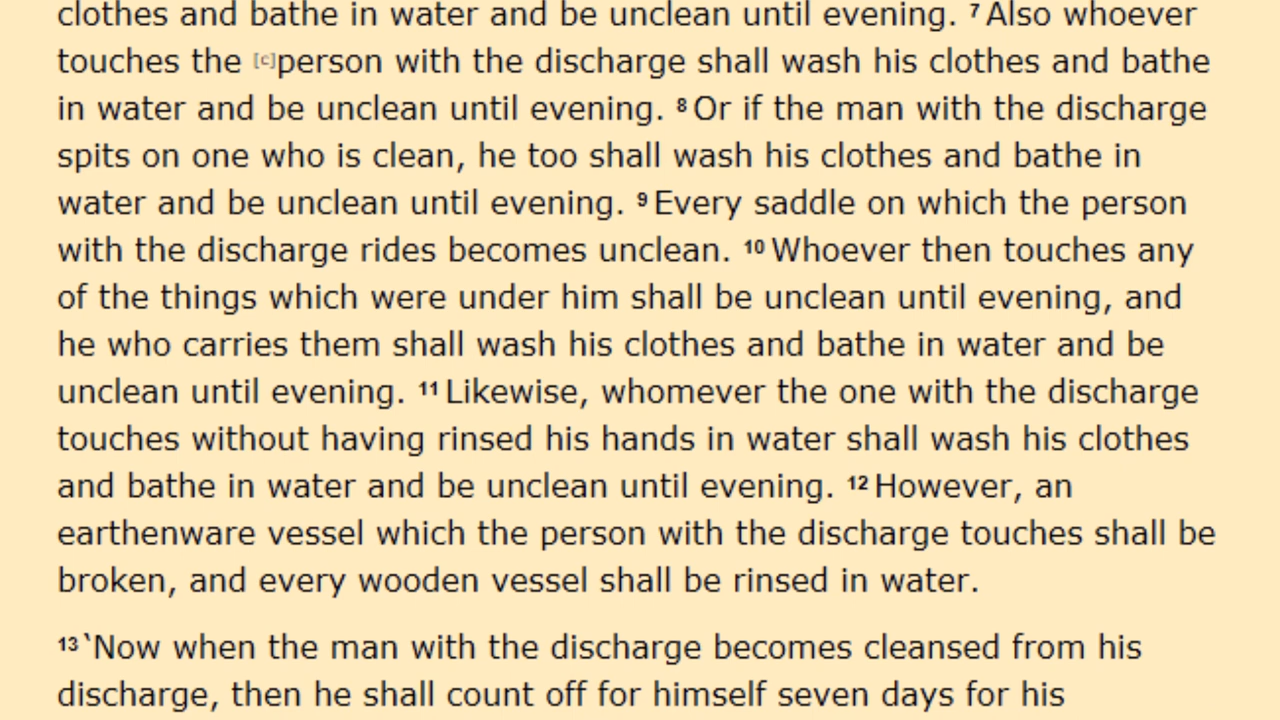 clothes and bathe in water and be unclean until evening. 7 Also whoever
touches the [c]person with the discharge shall wash his clothes and bathe
in water and be unclean until evening. 8 Or if the man with the discharge
spits on one who is clean, he too shall wash his clothes and bathe in
water and be unclean until evening. 9 Every saddle on which the person
with the discharge rides becomes unclean. 10 Whoever then touches any
of the things which were under him shall be unclean until evening, and
he who carries them shall wash his clothes and bathe in water and be
unclean until evening. 11 Likewise, whomever the one with the discharge
touches without having rinsed his hands in water shall wash his clothes
and bathe in water and be unclean until evening. 12 However, an
earthenware vessel which the person with the discharge touches shall be
broken, and every wooden vessel shall be rinsed in water.
13 ‛Now when the man with the discharge becomes cleansed from his
discharge, then he shall count off for himself seven days for his